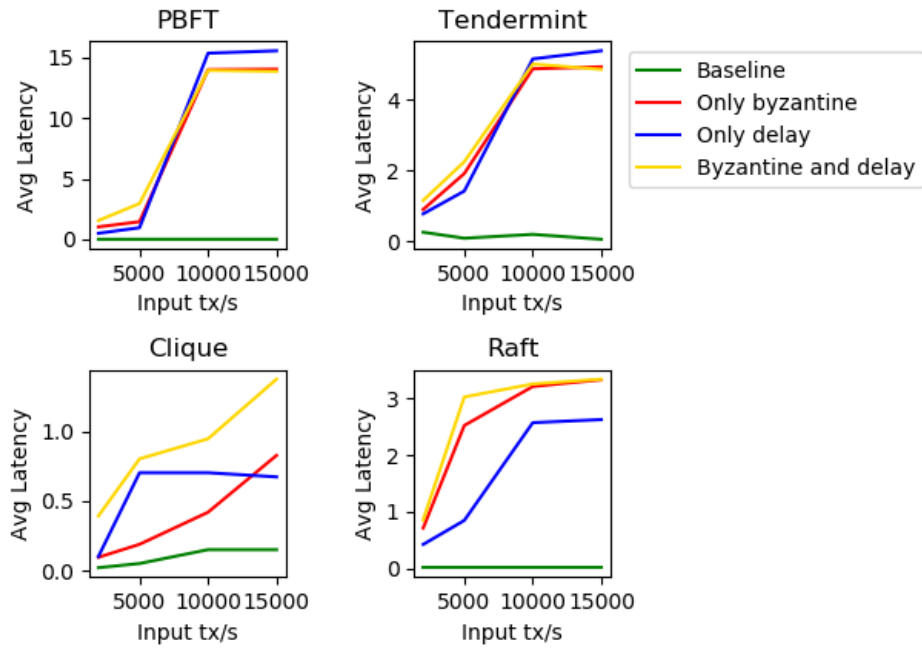 PBFT
Avg Latency
15
10
5
0
5000 10000 15000
Input tx/s
Tendermint
Avg Latency
4
2
0
5000 10000 15000
Input tx/s
Baseline
Only byzantine
Only delay
Byzantine and delay
Clique
Avg Latency
1.0
0.5
0.0
5000 10000 15000
Input tx/s
Raft
Avg Latency
3
2
1
0
5000 10000 15000
Input tx/s